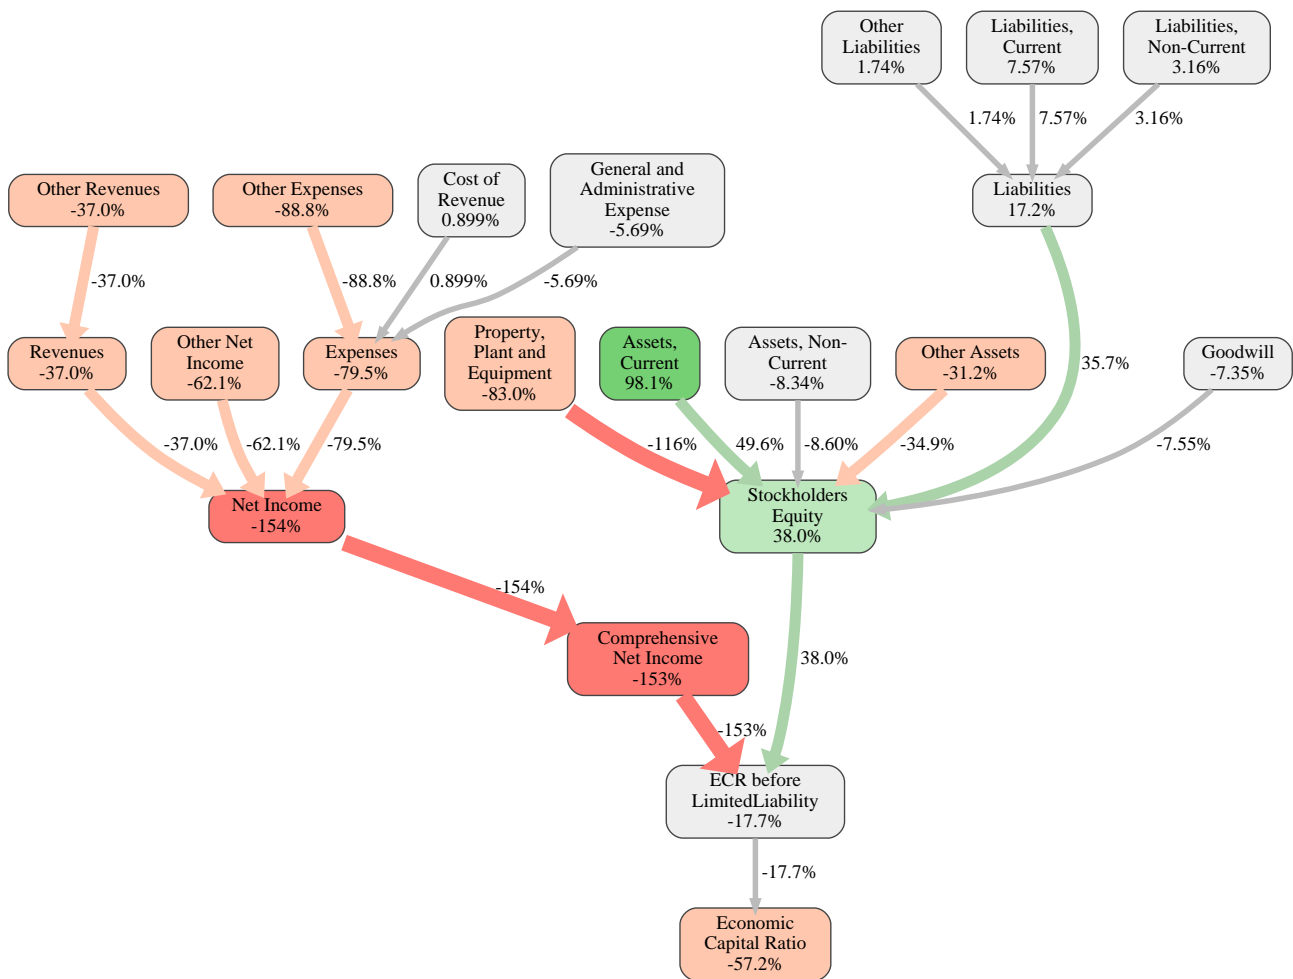 Other
Liabilities
1.74%
Liabilities,
Current
7.57%
Liabilities,
Non-Current
3.16%
1.74%
7.57%
3.16%
Other Revenues
-37.0%
Other Expenses
-88.8%
Cost of
Revenue
0.899%
General and
Administrative
Expense
-5.69%
Liabilities
17.2%
-37.0%
-88.8%
0.899%
-5.69%
Revenues
-37.0%
Other Net
Income
-62.1%
Expenses
-79.5%
Property,
Plant and
Equipment
-83.0%
Assets,
Current
98.1%
Assets, Non-
Current
-8.34%
Other Assets
-31.2%
35.7%
Goodwill
-7.35%
-37.0%
-62.1%
-79.5%
-116%
49.6%
-8.60%
-34.9%
-7.55%
Net Income
-154%
Stockholders
Equity
38.0%
-154%
Comprehensive
Net Income
-153%
38.0%
-153%
ECR before
LimitedLiability
-17.7%
-17.7%
Economic
Capital Ratio
-57.2%